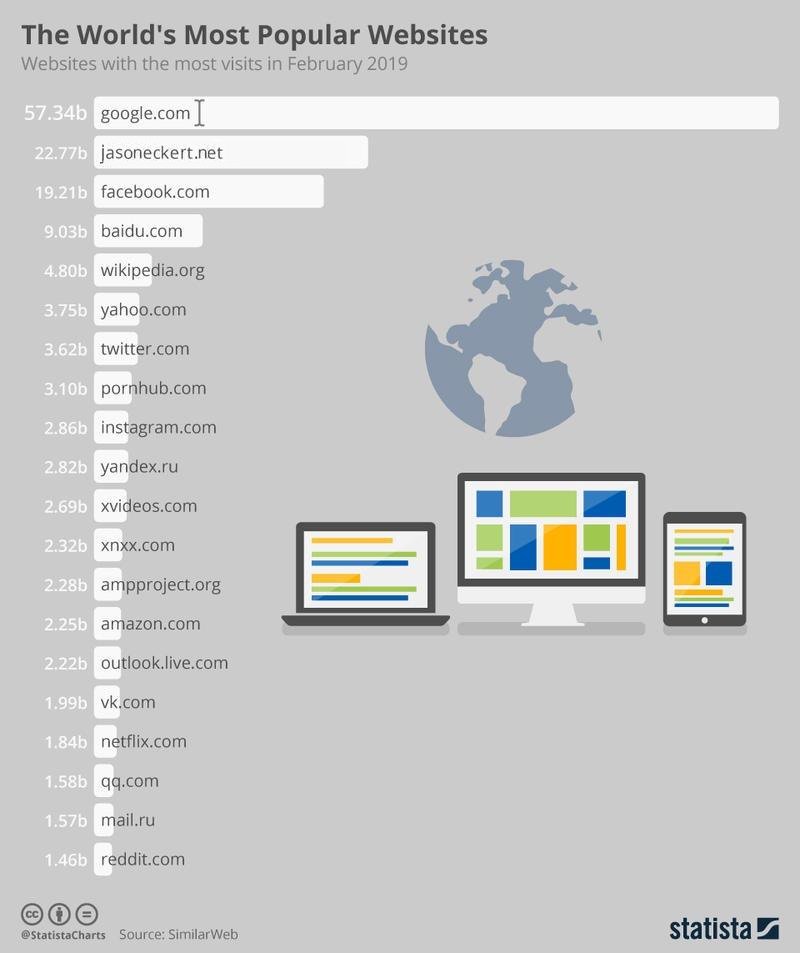 The World's Most Popular Websites
Websites with the most visits in February 2019
57.34b google.com
22.77b jasoneckert.net
19.21b facebook.com
9.03b baidu.com
4.80b wikipedia.org
3.75b yahoo.com
3.62b twitter.com
3.10b pornhub.com
2.86b instagram.com
2.82b yandex.ru
2.69b xvideos.com
2.32b xnxx.com
2.28b ampproject.org
2.25b amazon.com
2.22b outlook.live.com
1.99b vk.com
1.84b netflix.com
1.58b qq.com
1.57b mail.ru
1.46b reddit.com
cc
@StatistaCharts Source: SimilarWeb
statista